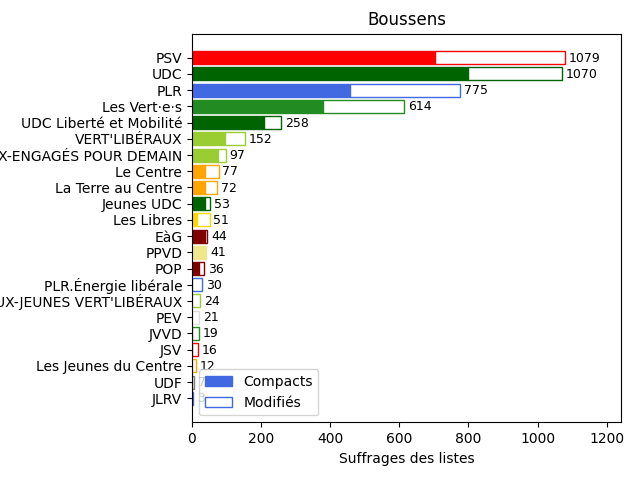 Boussens
PSV 1079
UDC 1070
PLR 775
Les Vert·e·s 614
UDC Liberté et Mobilité 258
VERT'LIBÉRAUX 152
X-ENGAGÉS POUR DEMAIN 97
Le Centre 77
La Terre au Centre 72
Jeunes UDC 53
Les Libres 51
EàG 44
PPVD 41
POP 36
PLR.Énergie libérale 30
UX-JEUNES VERT'LIBÉRAUX 24
PEV 21
JVVD 19
JSV 16
Les Jeunes du Centre 12
UDF
JLRV
Compacts
Modifiés
0 200 400 600 800 1000 1200
Suffrages des listes